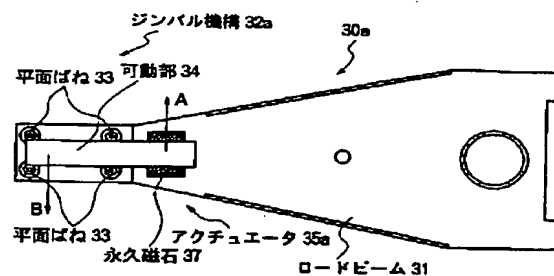 ジンバル機構 32a
30a
平面ばね 33
可動部 34
A
B
平面ばね 33
アクチュエータ 35a
永久磁石 37
ロードビーム 31